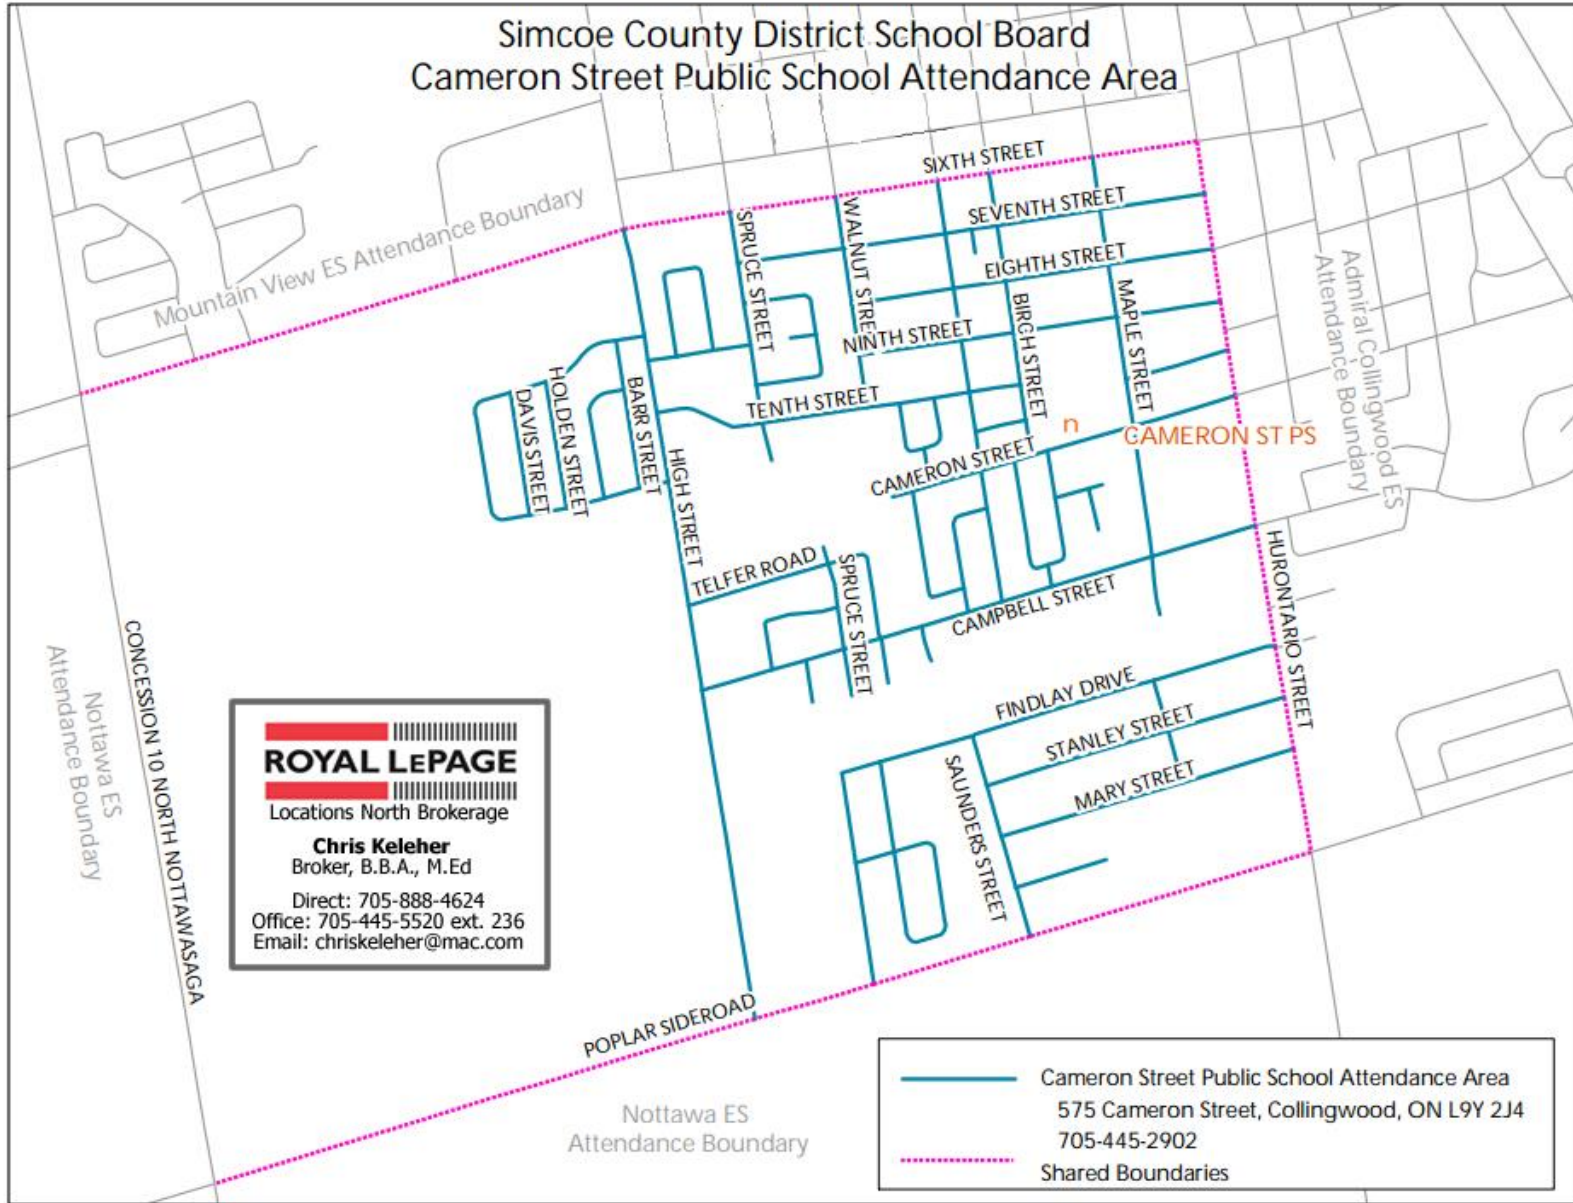 Simcoe County District School Board
Cameron Street Public School Attendance Area
SIXTH STREET
SEVENTH STREET
EIGHTH STREET
NINTH STREET
TENTH STREET
SPRUCE STREET
WALNUT STREET
BIRCH STREET
MAPLE STREET
Mountain View ES Attendance Boundary
Admiral Collingwood ES
Attendance Boundary
DAVIS STREET
HOLDEN STREET
BARR STREET
HIGH STREET
n
CAMERON ST PS
CAMERON STREET
TELFER ROAD
SPRUCE STREET
CAMPBELL STREET
HURONTARIO STREET
FINDLAY DRIVE
STANLEY STREET
MARY STREET
SAUNDERS STREET
CONCESSION 10 NORTH NOTTAWASAGA
Nottawa ES
Attendance Boundary
ROYAL LEPAGE
Locations North Brokerage
Chris Keleher
Broker, B.B.A., M.Ed
Direct: 705-888-4624
Office: 705-445-5520 ext. 236
Email: chriskeleher@mac.com
POPLAR SIDEROAD
Nottawa ES
Attendance Boundary
Cameron Street Public School Attendance Area
575 Cameron Street, Collingwood, ON L9Y 2J4
705-445-2902
Shared Boundaries